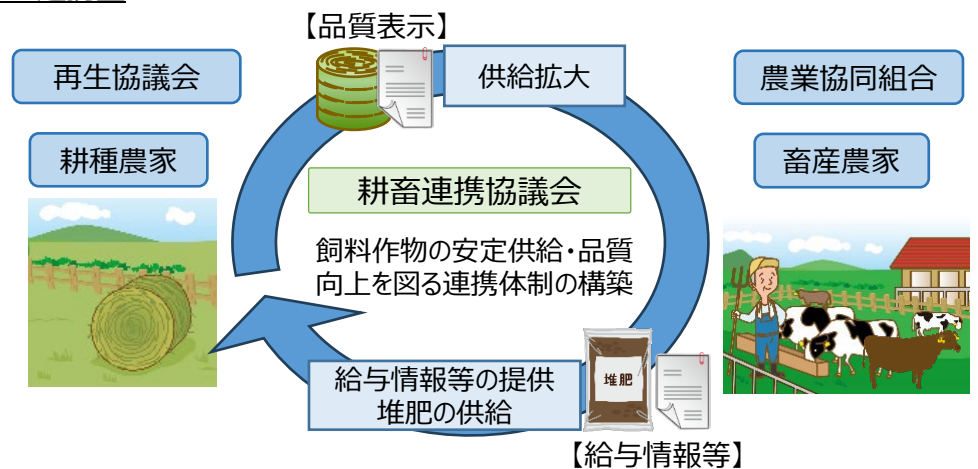 【品質表示】
再生協議会
供給拡大
農業協同組合
耕種農家
畜産農家
耕畜連携協議会
飼料作物の安定供給・品質
向上を図る連携体制の構築
給与情報等の提供
堆肥の供給
堆肥
【給与情報等】